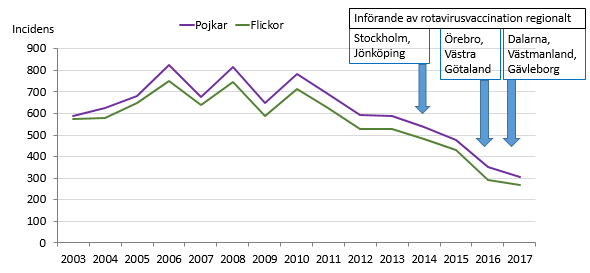 Införande av rotavirusvaccination regionalt
Pojkar
Flickor
Incidens
Stockholm,
Jönköping
Örebro,
Västra
Götaland
Dalarna,
Västmanland,
Gävleborg
900
800
700
600
500
400
300
200
100
0
2003 2004 2005 2006 2007 2008 2009 2010 2011 2012 2013 2014 2015 2016 2017